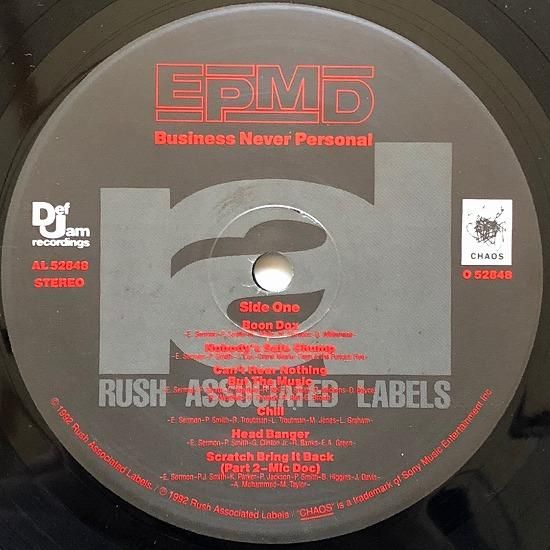 EPMD
Business Never Personal
Def
Jam
recordings
AL 52848
STEREO
CHAOS
O 52848
Side One
Boon Dox
Nobody's Safe Chump
Can't Hear Nothing
But The Music
RUSH ASSOCIATED LABELS
Chill
-E. Sermon-P. Smith-R. Troutman-L. Troutman-M. Jones-L. Graham-
Head Banger
-E. Sermon-P. Smith-G. Clinton Jr.-R. Banks-E.A. Green-
Scratch Bring It Back
(Part 2-Mic Doc)
-E. Sermon-P.J. Smith-K. Parker-P. Jackson-P. Smith-B. Higgins-J. Davis-
-A. Mohammed-M. Taylor-
©1992 Rush Associated Labels. / ℗ 1992 Rush Associated Labels / "CHAOS" is a trademark of Sony Music Entertainment Inc.